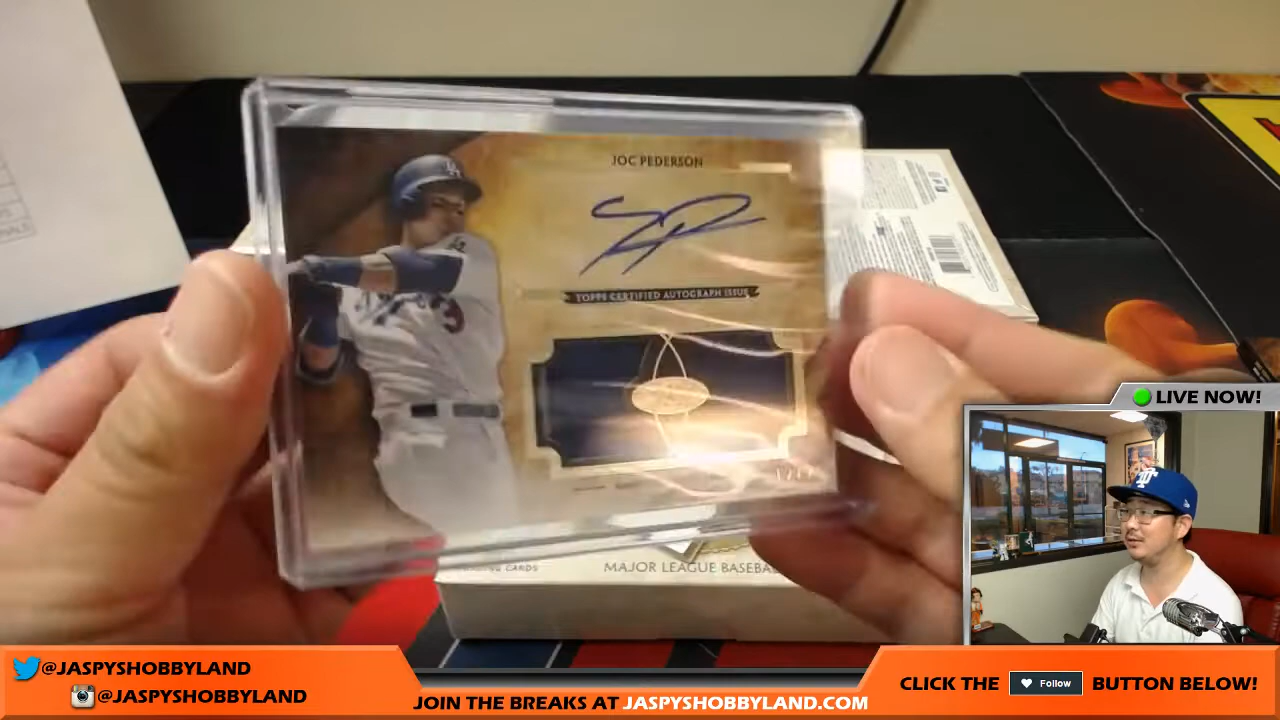 JOC PEDERSON
TOPPS CERTIFIED AUTOGRAPH ISSUE
3
MAJOR LEAGUE BASEBA
LIVE NOW!
@JASPYSHOBBYLAND
@JASPYSHOBBYLAND
JOIN THE BREAKS AT JASPYSHOBBYLAND.COM
CLICK THE Follow BUTTON BELOW!